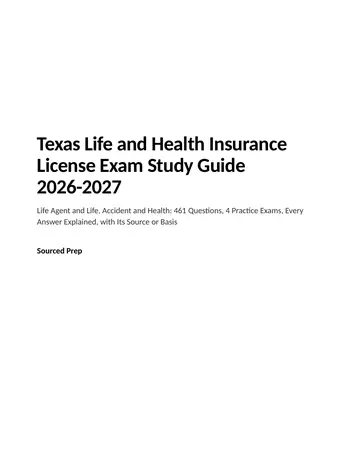 Texas Life and Health Insurance
License Exam Study Guide
2026-2027
Life Agent and Life, Accident and Health: 461 Questions, 4 Practice Exams, Every
Answer Explained, with Its Source or Basis
Sourced Prep